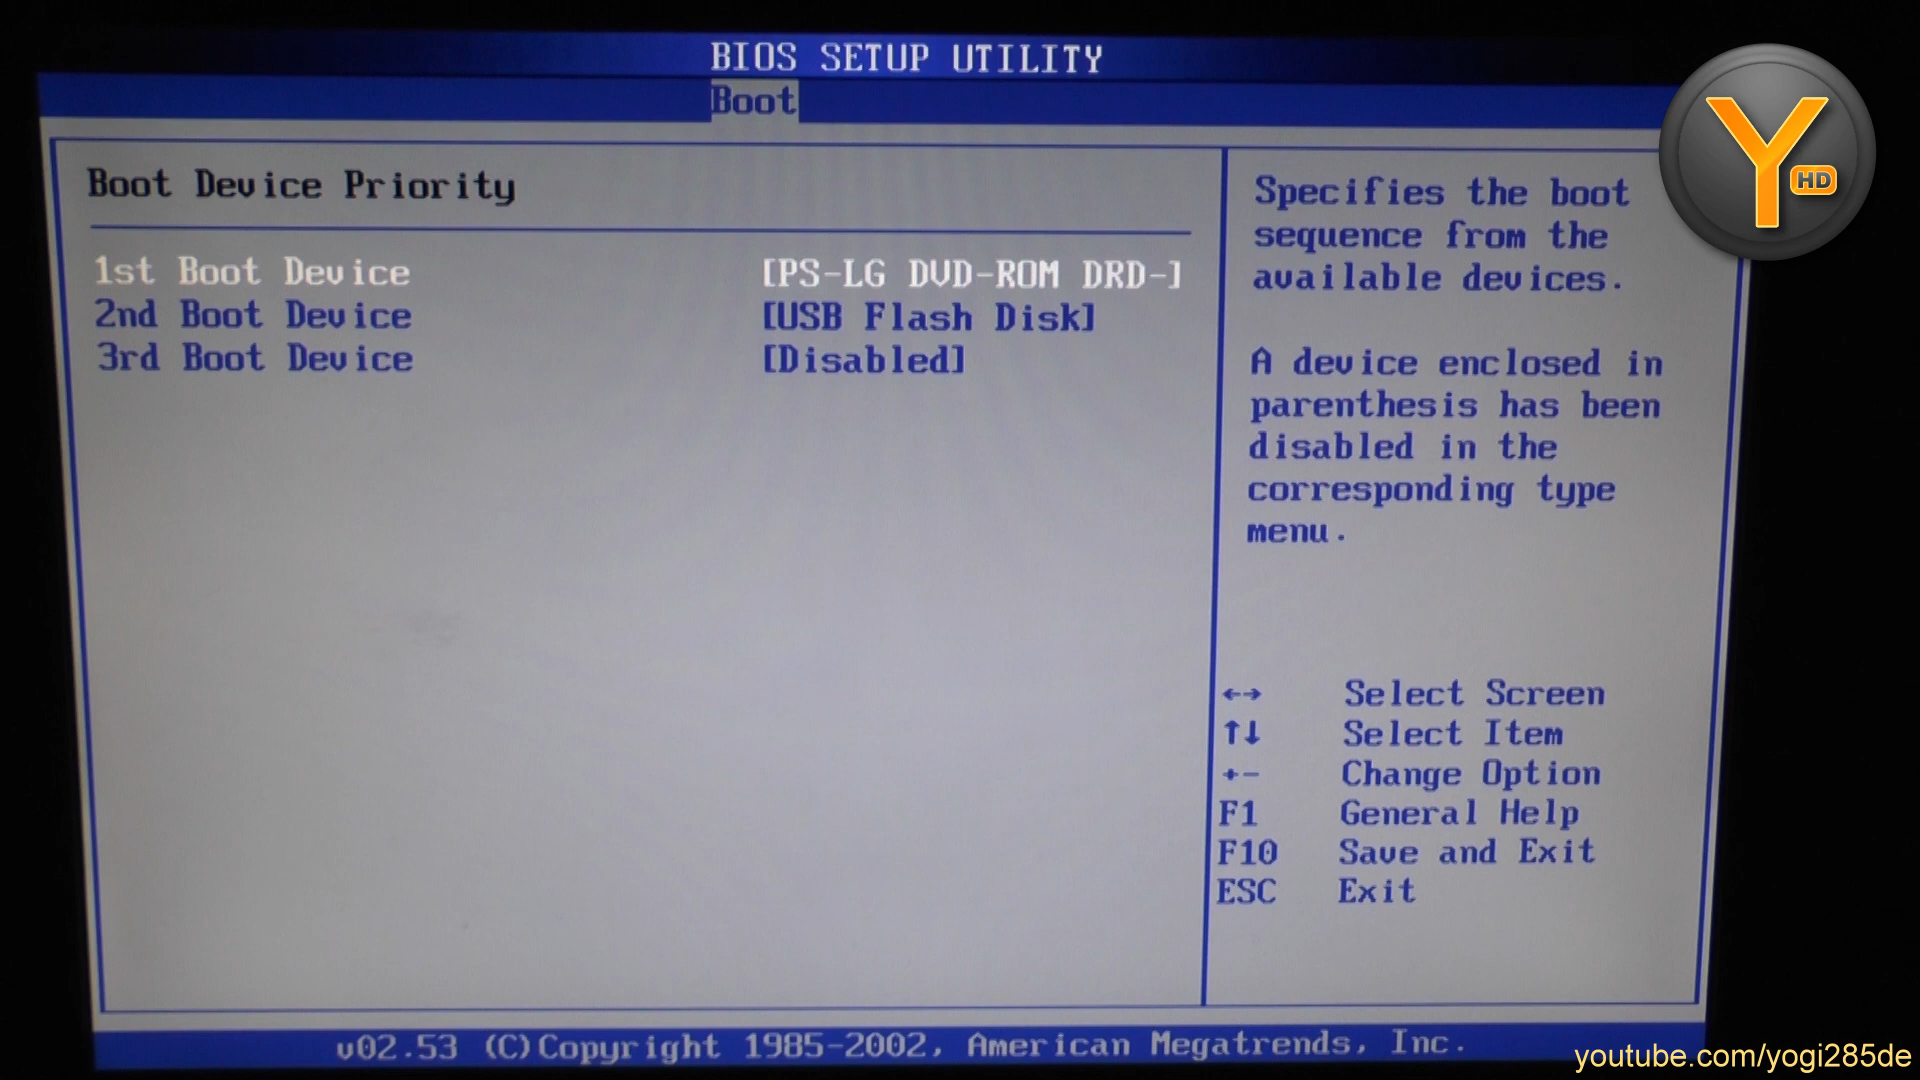 BIOS SETUP UTILITY
Boot
Boot Device Priority
1st Boot Device [PS-LG DVD-ROM DRD-]
2nd Boot Device [USB Flash Disk]
3rd Boot Device [Disabled]
Specifies the boot
sequence from the
available devices.
A device enclosed in
parenthesis has been
disabled in the
corresponding type
menu.
←→ Select Screen
↑↓ Select Item
+- Change Option
F1 General Help
F10 Save and Exit
ESC Exit
v02.53 (C)Copyright 1985-2002, American Megatrends, Inc.
Y HD
youtube.com/yogi285de